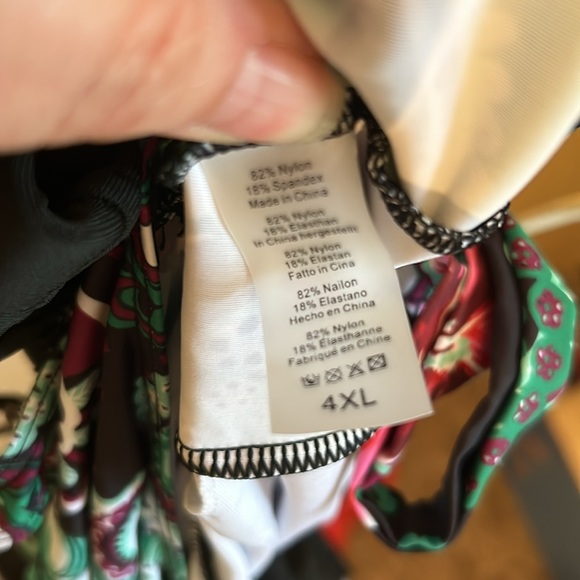 82% Nylon
18% Spandex
Made in China
82% Nylon
18% Elasthan
In China hergestellt
82% Nylon
18% Elastan
Fatto in Cina
82% Nailon
18% Elastano
Hecho en China
82% Nylon
18% Élasthanne
Fabriqué en Chine
4XL